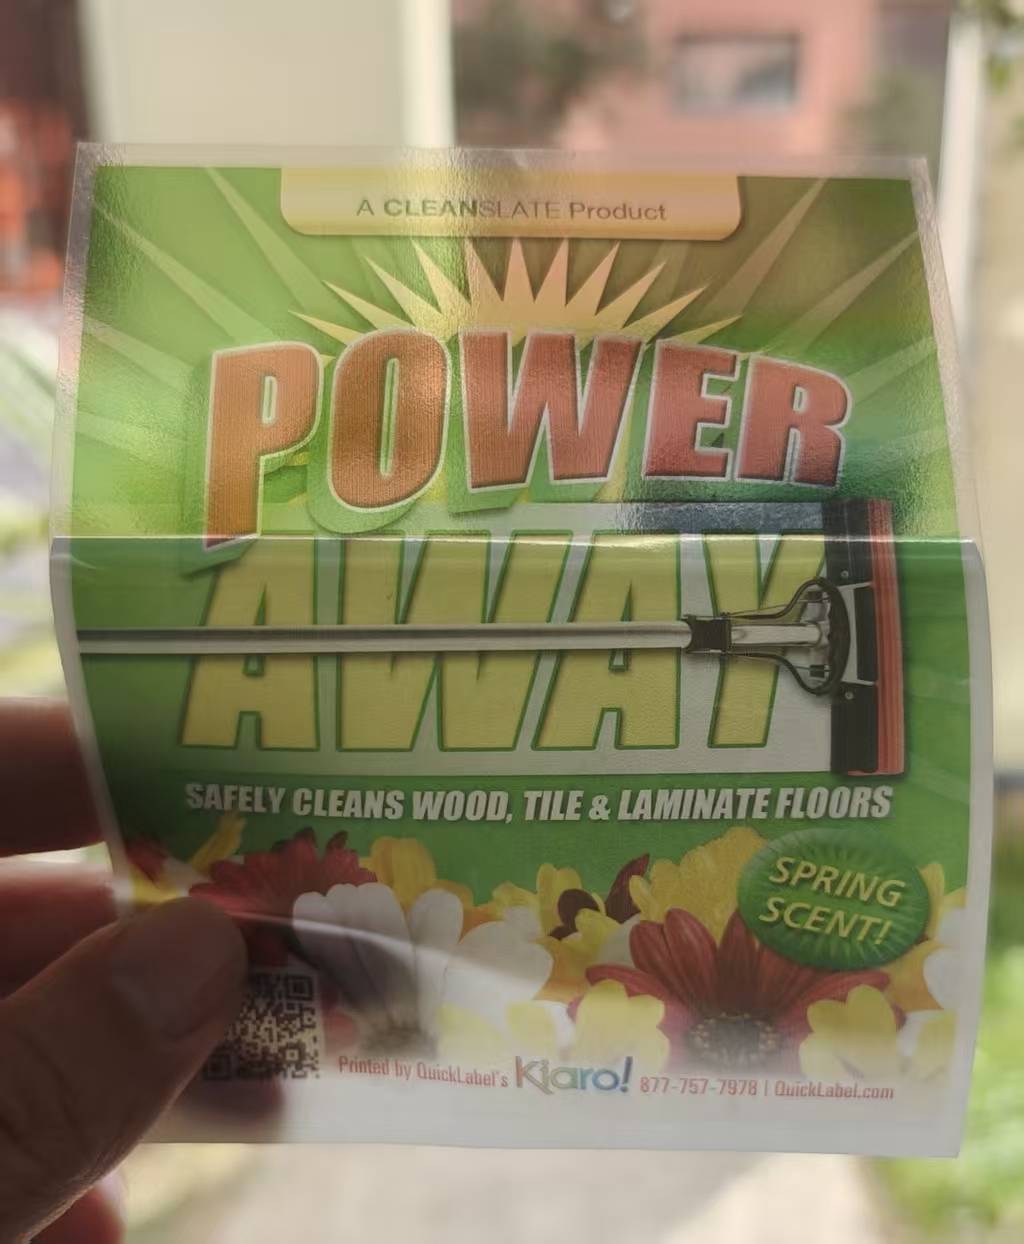 A CLEANSLATE Product
POWER
AWAY
SAFELY CLEANS WOOD, TILE & LAMINATE FLOORS
SPRING
SCENT!
Printed by QuickLabel's Kiaro! 877-757-7978 | QuickLabel.com